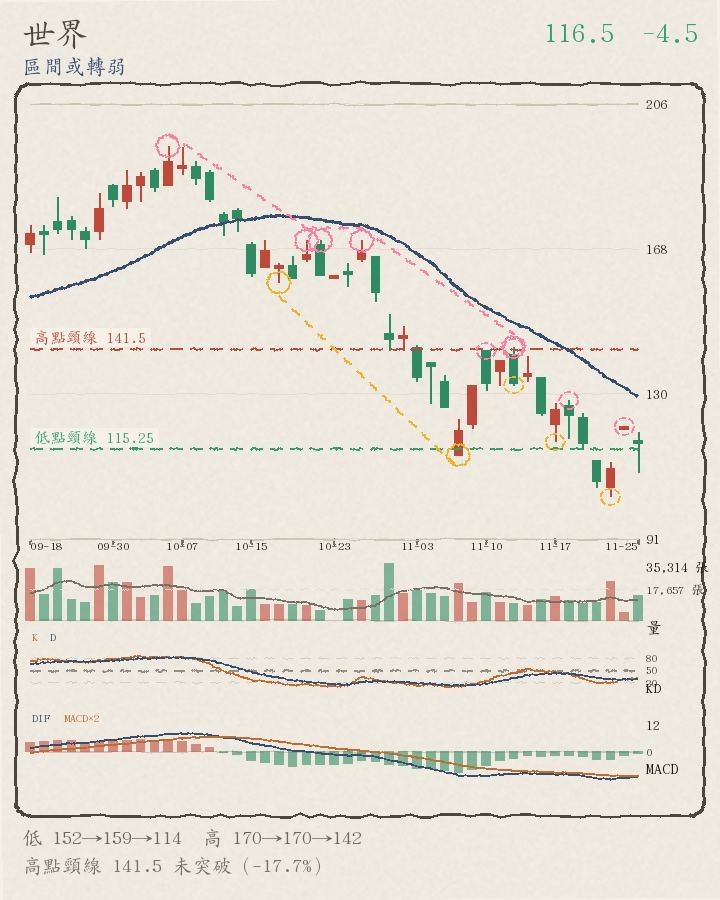 世界 116.5 -4.5
區間或轉弱
206
168
高點頸線 141.5
130
低點頸線 115.25
91
09-18 09-30 10-07 10-15 10-23 11-03 11-10 11-17 11-25
35,314 張
17,657 張
量
K D
80
50
20
KD
DIF MACD×2
12
0
MACD
低 152→159→114 高 170→170→142
高點頸線 141.5 未突破 (-17.7%)